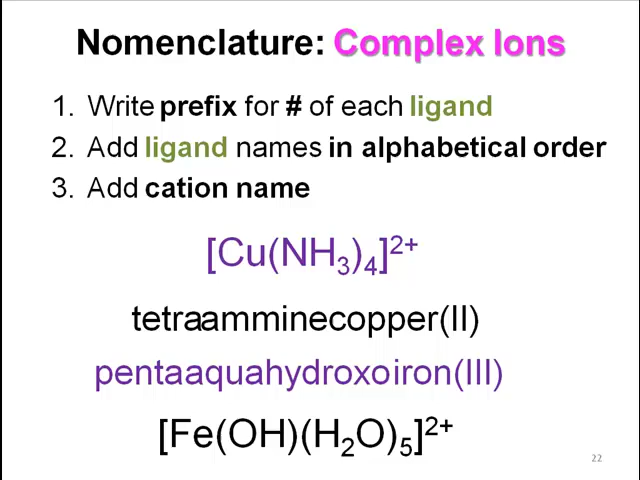 Nomenclature: Complex Ions
1. Write prefix for # of each ligand
2. Add ligand names in alphabetical order
3. Add cation name
[Cu(NH₃)₄]²⁺
tetraamminecopper(II)
pentaaquahydroxoiron(III)
[Fe(OH)(H₂O)₅]²⁺
22